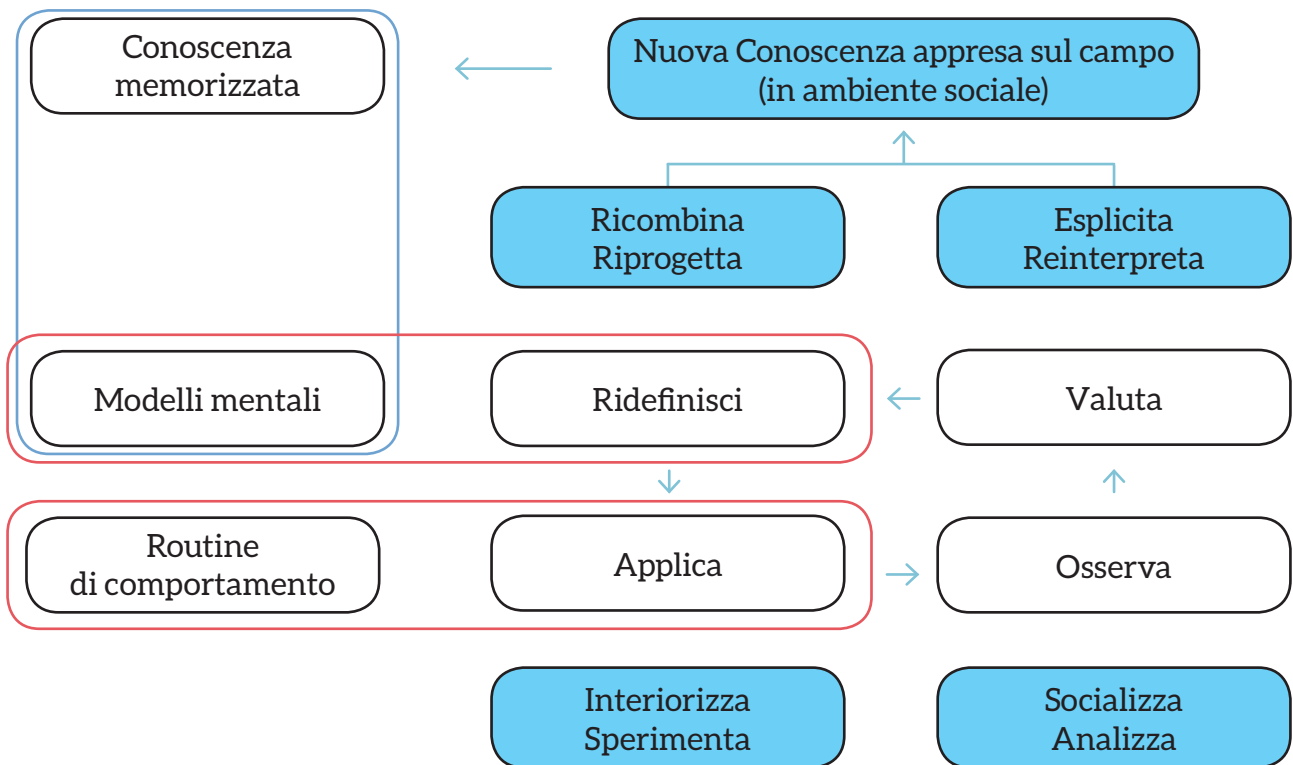 Conoscenza
memorizzata
Nuova Conoscenza appresa sul campo
(in ambiente sociale)
Ricombina
Riprogetta
Esplicita
Reinterpreta
Modelli mentali
Ridefinisci
Valuta
Routine
di comportamento
Applica
Osserva
Interiorizza
Sperimenta
Socializza
Analizza